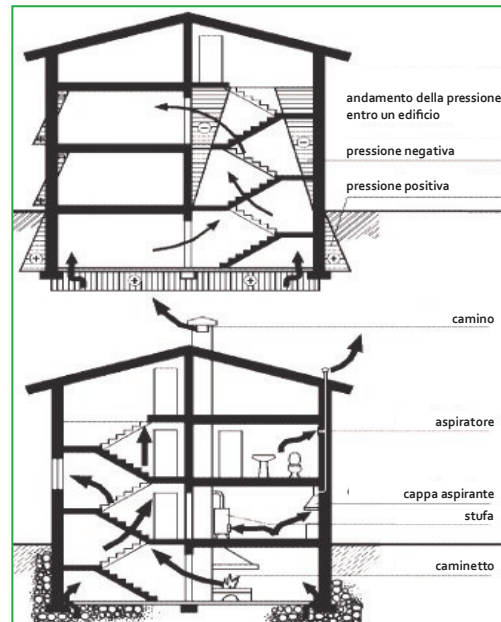 andamento della pressione
entro un edificio
pressione negativa
pressione positiva
camino
aspiratore
cappa aspirante
stufa
caminetto